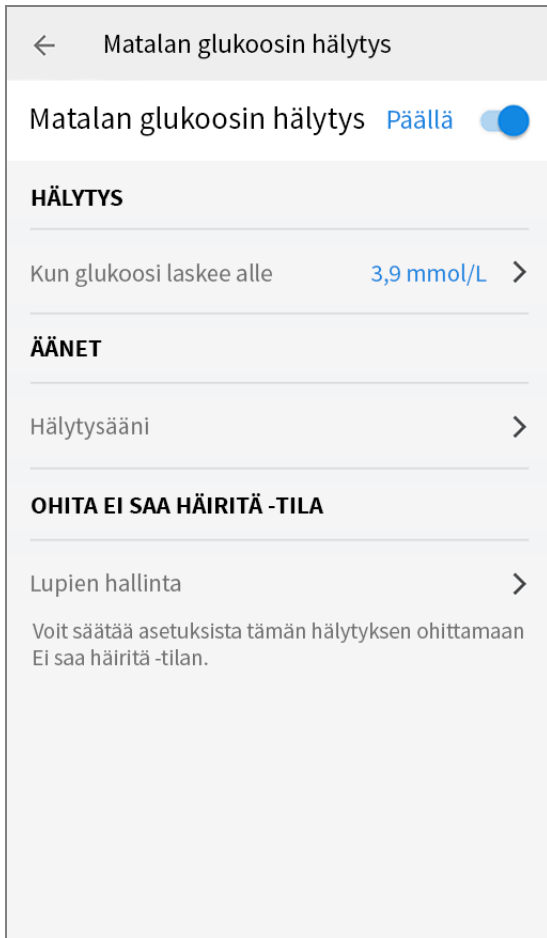 Matalan glukoosin hälytys
Matalan glukoosin hälytys Päällä
HÄLYTYS
Kun glukoosi laskee alle 3,9 mmol/L
ÄÄNET
Hälytysääni
OHITA EI SAA HÄIRITÄ -TILA
Lupien hallinta
Voit säätää asetuksista tämän hälytyksen ohittamaan
Ei saa häiritä -tilan.